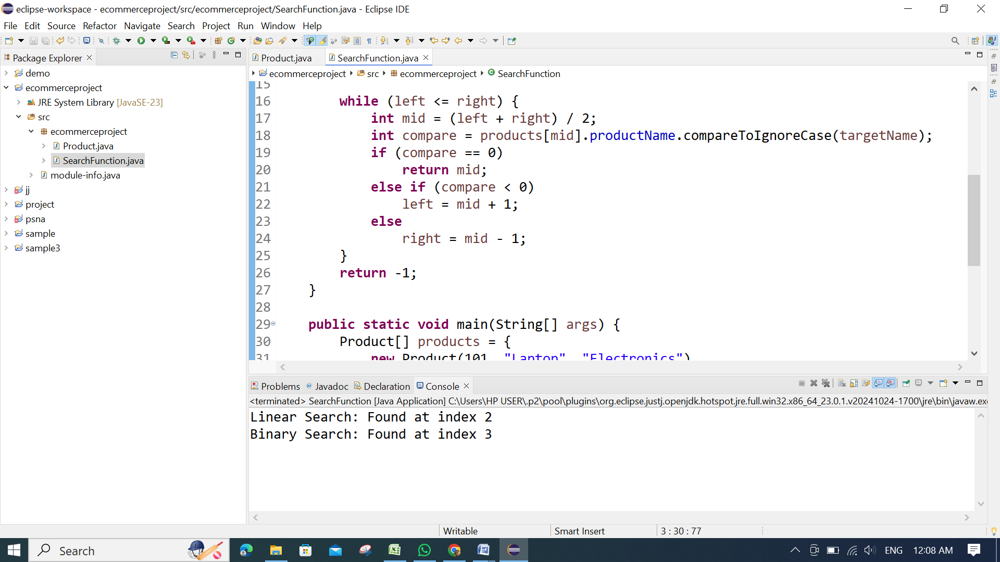 eclipse-workspace - ecommerceproject/src/ecommerceproject/SearchFunction.java - Eclipse IDE
File Edit Source Refactor Navigate Search Project Run Window Help
Package Explorer
demo
ecommerceproject
JRE System Library [JavaSE-23]
src
ecommerceproject
Product.java
SearchFunction.java
module-info.java
jj
project
psna
sample
sample3
Product.java SearchFunction.java
ecommerceproject src ecommerceproject SearchFunction
15
16 while (left <= right) {
17 int mid = (left + right) / 2;
18 int compare = products[mid].productName.compareToIgnoreCase(targetName);
19 if (compare == 0)
20 return mid;
21 else if (compare < 0)
22 left = mid + 1;
23 else
24 right = mid - 1;
25 }
26 return -1;
27 }
28
29 public static void main(String[] args) {
30 Product[] products = {
31 new Product(101, "Laptop", "Electronics"),
Problems Javadoc Declaration Console
<terminated> SearchFunction [Java Application] C:\Users\HP USER\.p2\pool\plugins\org.eclipse.justj.openjdk.hotspot.jre.full.win32.x86_64_23.0.1.v20241024-1700\jre\bin\javaw.exe
Linear Search: Found at index 2
Binary Search: Found at index 3
Writable Smart Insert 3 : 30 : 77
Search ENG 12:08 AM